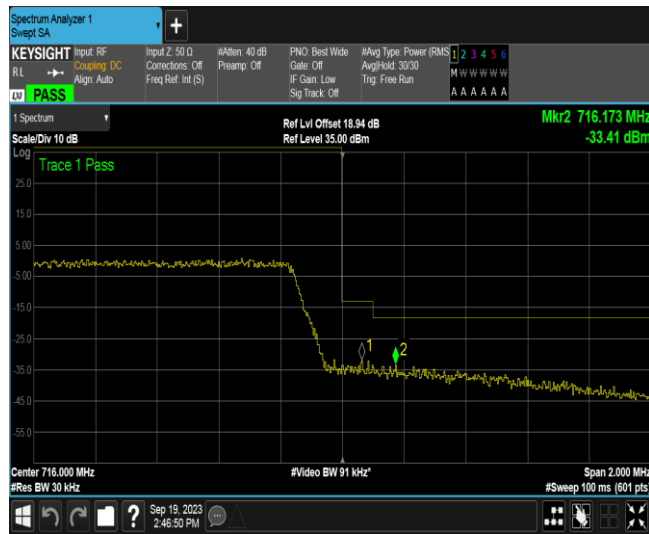 Spectrum Analyzer 1
Swept SA
+
KEYSIGHT
RL
LXI PASS
Input: RF
Coupling: DC
Align: Auto
Input Z: 50 Ω
Corrections: Off
Freq Ref: Int (S)
#Atten: 40 dB
Preamp: Off
PNO: Best Wide
Gate: Off
IF Gain: Low
Sig Track: Off
#Avg Type: Power (RMS
Avg|Hold: 30/30
Trig: Free Run
1 2 3 4 5 6
M W W W W W
A A A A A A
1 Spectrum
Scale/Div 10 dB
Log
Ref Lvl Offset 18.94 dB
Ref Level 35.00 dBm
Mkr2 716.173 MHz
-33.41 dBm
Trace 1 Pass
25.0
15.0
5.00
-5.00
-15.0
-25.0
-35.0
-45.0
-55.0
1
2
Center 716.000 MHz
#Res BW 30 kHz
#Video BW 91 kHz*
Span 2.000 MHz
#Sweep 100 ms (601 pts)
?
Sep 19, 2023
2:46:50 PM